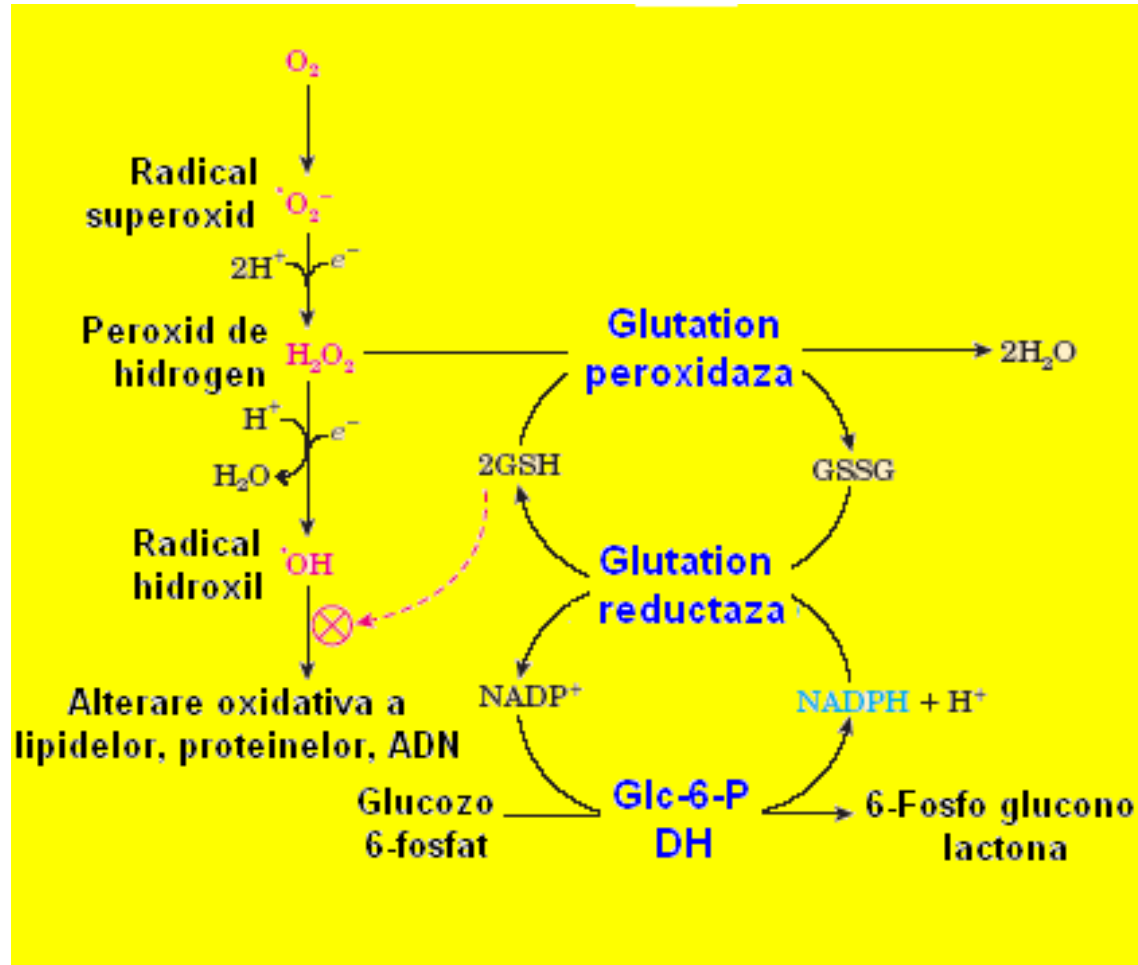 O₂
Radical
superoxid
˙O₂⁻
2H⁺
e⁻
Peroxid de
hidrogen
H₂O₂
Glutation
peroxidaza
2H₂O
H⁺
e⁻
H₂O
2GSH
GSSG
Radical
hidroxil
˙OH
Glutation
reductaza
Alterare oxidativa a
lipidelor, proteinelor, ADN
NADP⁺
NADPH + H⁺
Glucozo
6-fosfat
Glc-6-P
DH
6-Fosfo glucono
lactona